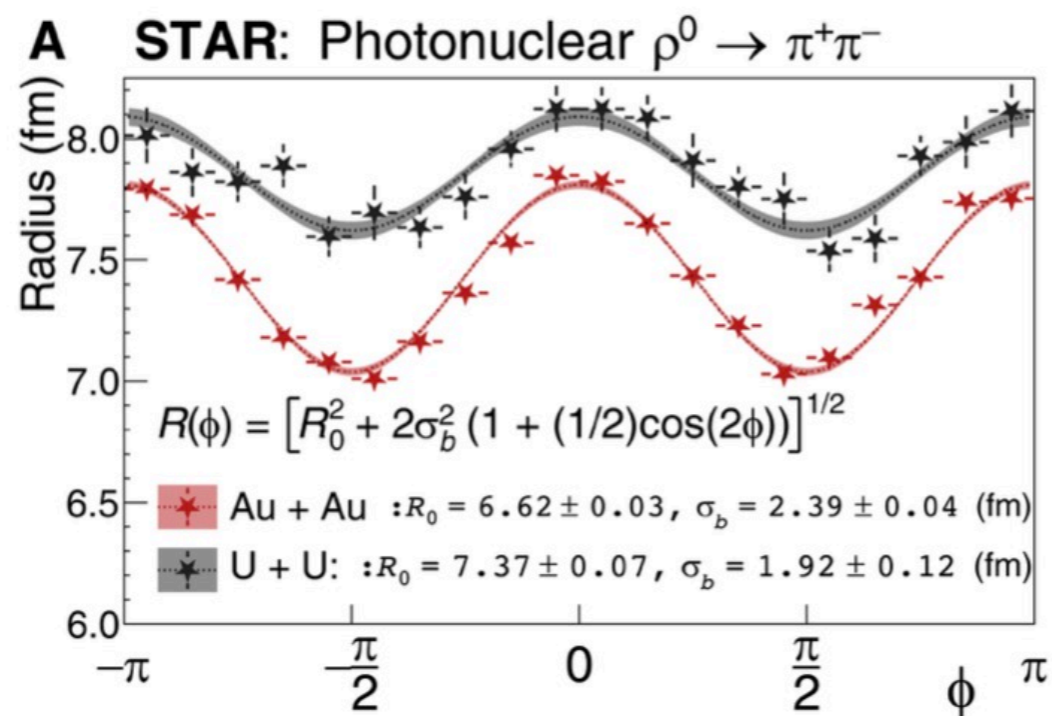 A STAR: Photonuclear ρ⁰ → π⁺π⁻
Radius (fm)
8.0
7.5
7.0
6.5
6.0
R(ϕ) = [R₀² + 2σ_b² (1 + (1/2)cos(2ϕ))]^1/2
Au + Au :R₀ = 6.62 ± 0.03, σ_b = 2.39 ± 0.04 (fm)
U + U: :R₀ = 7.37 ± 0.07, σ_b = 1.92 ± 0.12 (fm)
−π −π/2 0 π/2 ϕ π